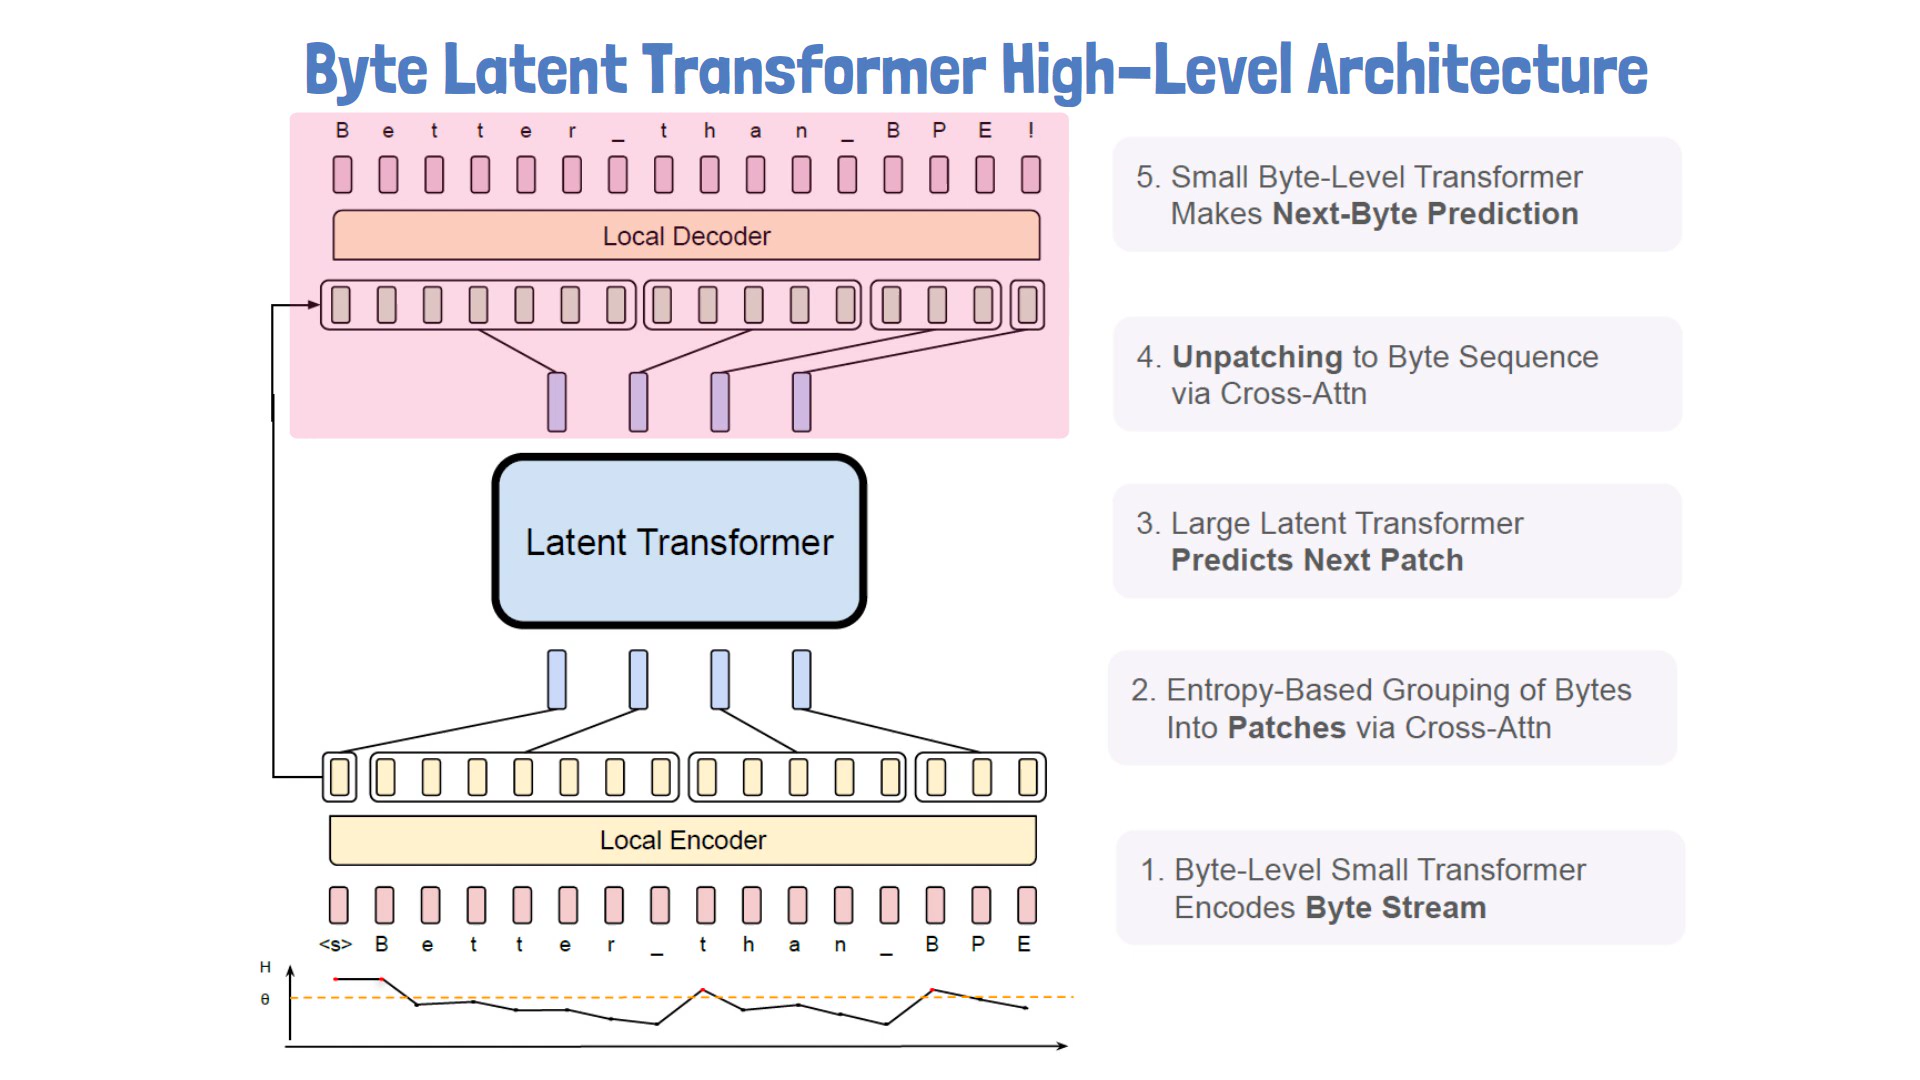 Byte Latent Transformer High-Level Architecture
B e t t e r _ t h a n _ B P E !
Local Decoder
5. Small Byte-Level Transformer
Makes Next-Byte Prediction
4. Unpatching to Byte Sequence
via Cross-Attn
Latent Transformer
3. Large Latent Transformer
Predicts Next Patch
2. Entropy-Based Grouping of Bytes
Into Patches via Cross-Attn
Local Encoder
1. Byte-Level Small Transformer
Encodes Byte Stream
<s> B e t t e r _ t h a n _ B P E
H
θ